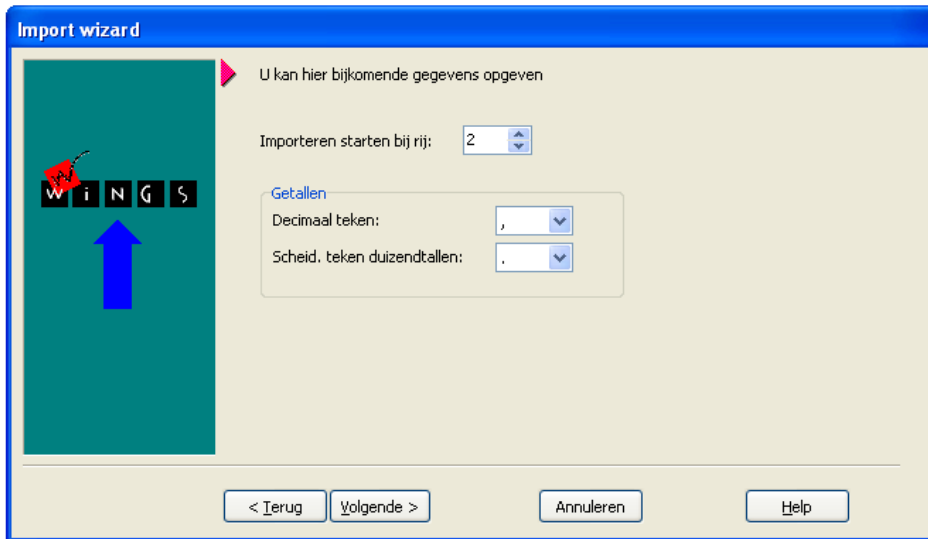 Import wizard
U kan hier bijkomende gegevens opgeven
Importeren starten bij rij: 2
W
W i N G S
Getallen
Decimaal teken: ,
Scheid. teken duizendtallen: .
< Terug Volgende > Annuleren Help